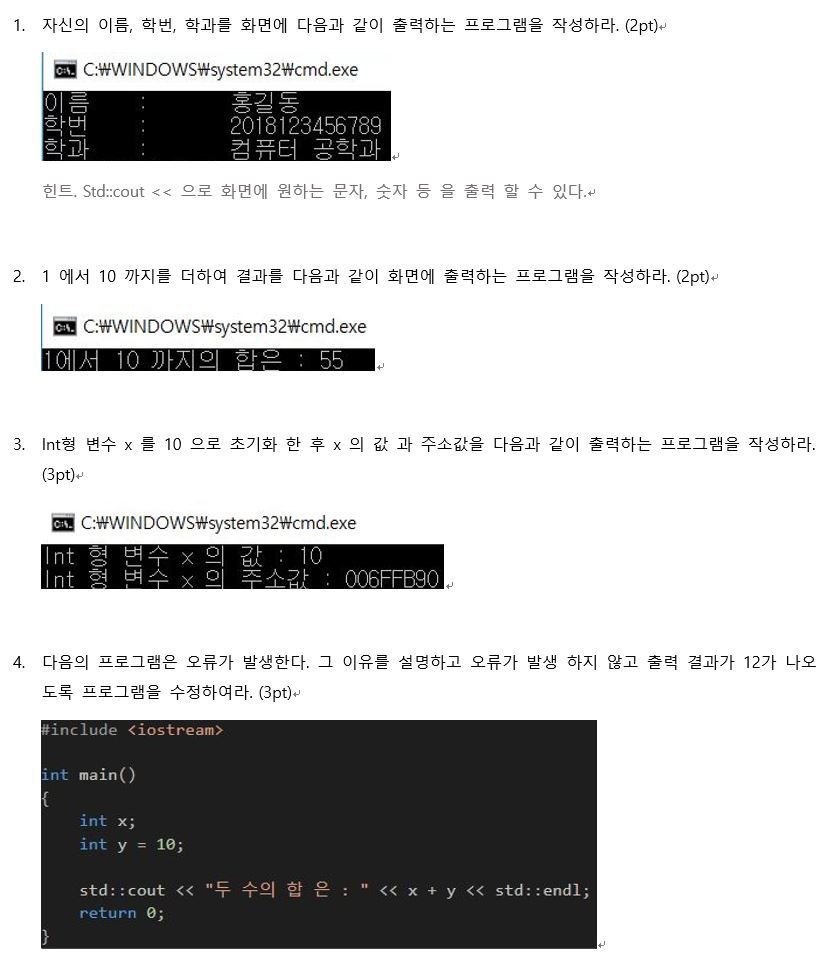 1. 자신의 이름, 학번, 학과를 화면에 다음과 같이 출력하는 프로그램을 작성하라. (2pt)
C:₩WINDOWS₩system32₩cmd.exe
이름 : 홍길동
학번 : 2018123456789
학과 : 컴퓨터 공학과
힌트. Std::cout << 으로 화면에 원하는 문자, 숫자 등 을 출력 할 수 있다.
2. 1 에서 10 까지를 더하여 결과를 다음과 같이 화면에 출력하는 프로그램을 작성하라. (2pt)
C:₩WINDOWS₩system32₩cmd.exe
1에서 10 까지의 합은 : 55
3. Int형 변수 x 를 10 으로 초기화 한 후 x 의 값 과 주소값을 다음과 같이 출력하는 프로그램을 작성하라.
(3pt)
C:₩WINDOWS₩system32₩cmd.exe
Int 형 변수 x 의 값 : 10
Int 형 변수 x 의 주소값 : 006FFB90
4. 다음의 프로그램은 오류가 발생한다. 그 이유를 설명하고 오류가 발생 하지 않고 출력 결과가 12가 나오
도록 프로그램을 수정하여라. (3pt)
#include <iostream>
int main()
{
int x;
int y = 10;
std::cout << "두 수의 합 은 : " << x + y << std::endl;
return 0;
}